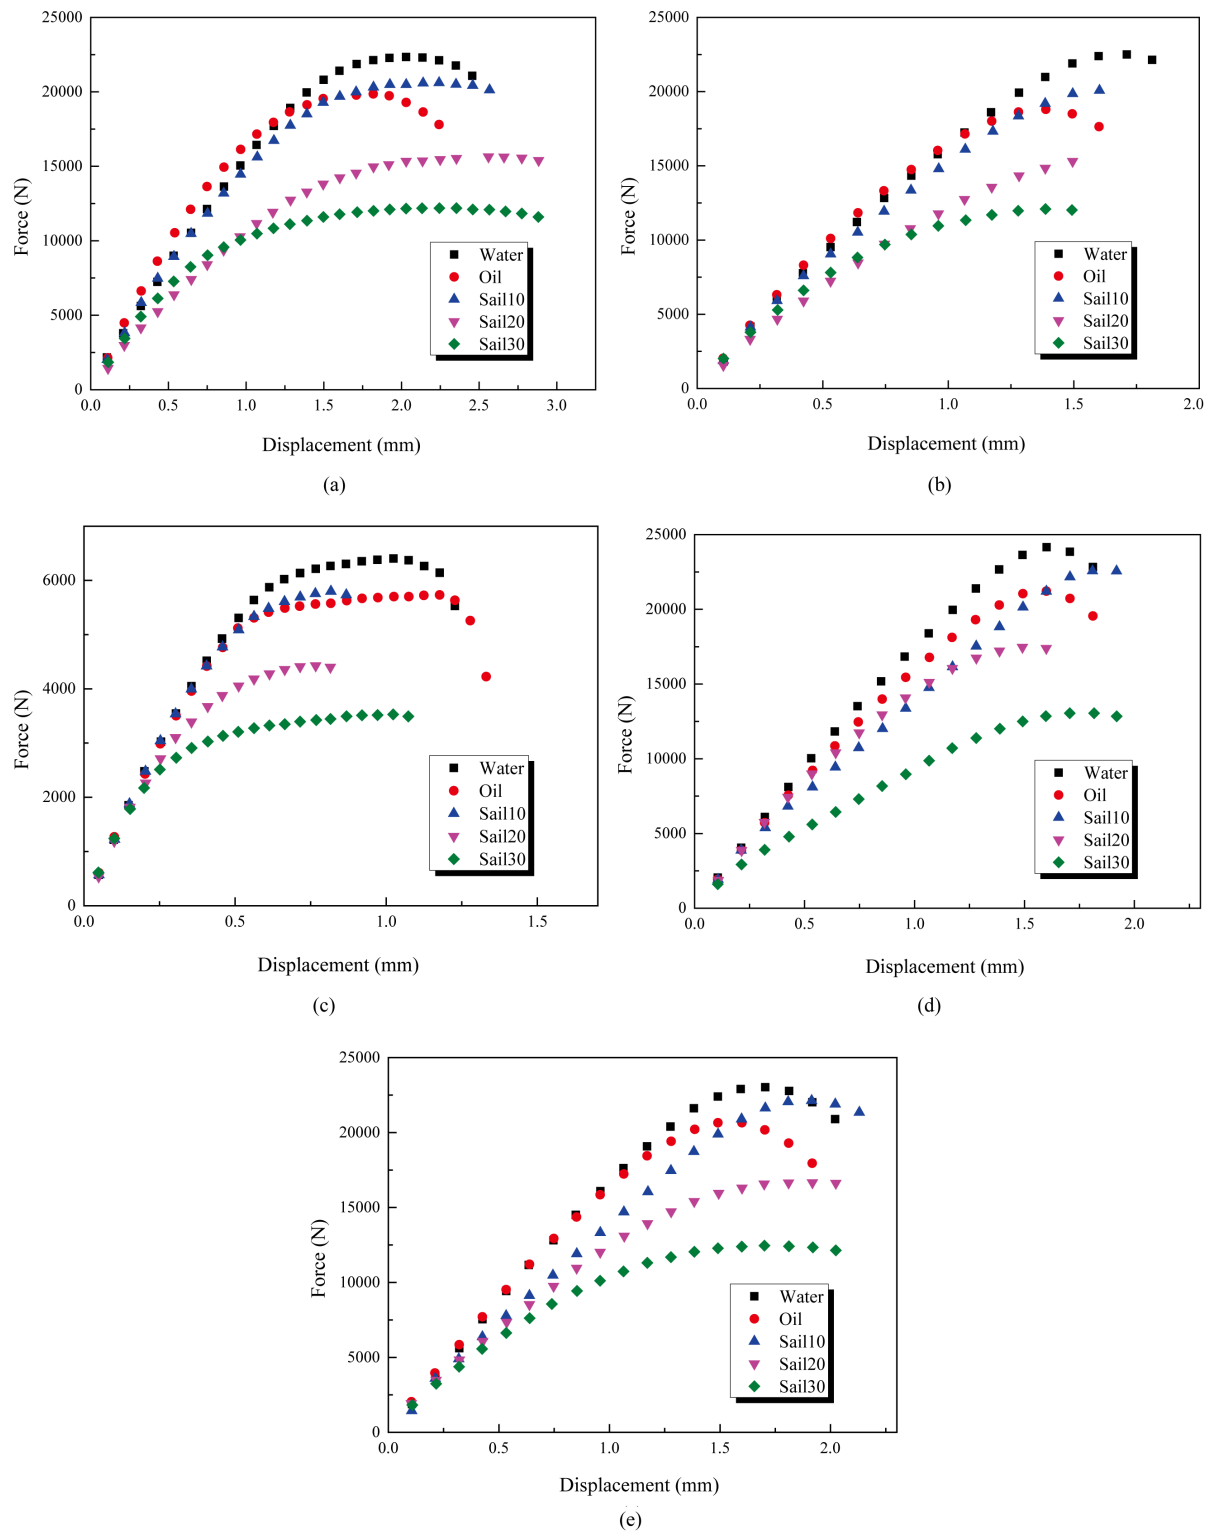 25000
20000
15000
10000
5000
0
Force (N)
0.0 0.5 1.0 1.5 2.0 2.5 3.0
Displacement (mm)
Water
Oil
Sail10
Sail20
Sail30
(a)
25000
20000
15000
10000
5000
0
Force (N)
0.0 0.5 1.0 1.5 2.0
Displacement (mm)
Water
Oil
Sail10
Sail20
Sail30
(b)
6000
4000
2000
0
Force (N)
0.0 0.5 1.0 1.5
Displacement (mm)
Water
Oil
Sail10
Sail20
Sail30
(c)
25000
20000
15000
10000
5000
0
Force (N)
0.0 0.5 1.0 1.5 2.0
Displacement (mm)
Water
Oil
Sail10
Sail20
Sail30
(d)
25000
20000
15000
10000
5000
0
Force (N)
0.0 0.5 1.0 1.5 2.0
Displacement (mm)
Water
Oil
Sail10
Sail20
Sail30
(e)